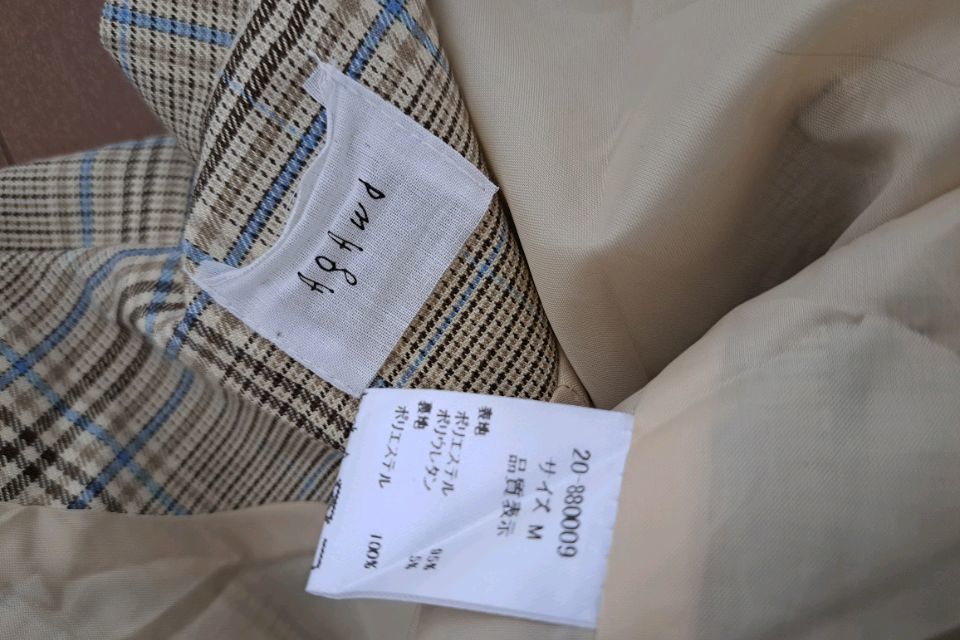 AgAwd
20-880009
サイズ M
品質表示
表地
ポリエステル 95%
ポリウレタン 5%
裏地
ポリエステル 100%